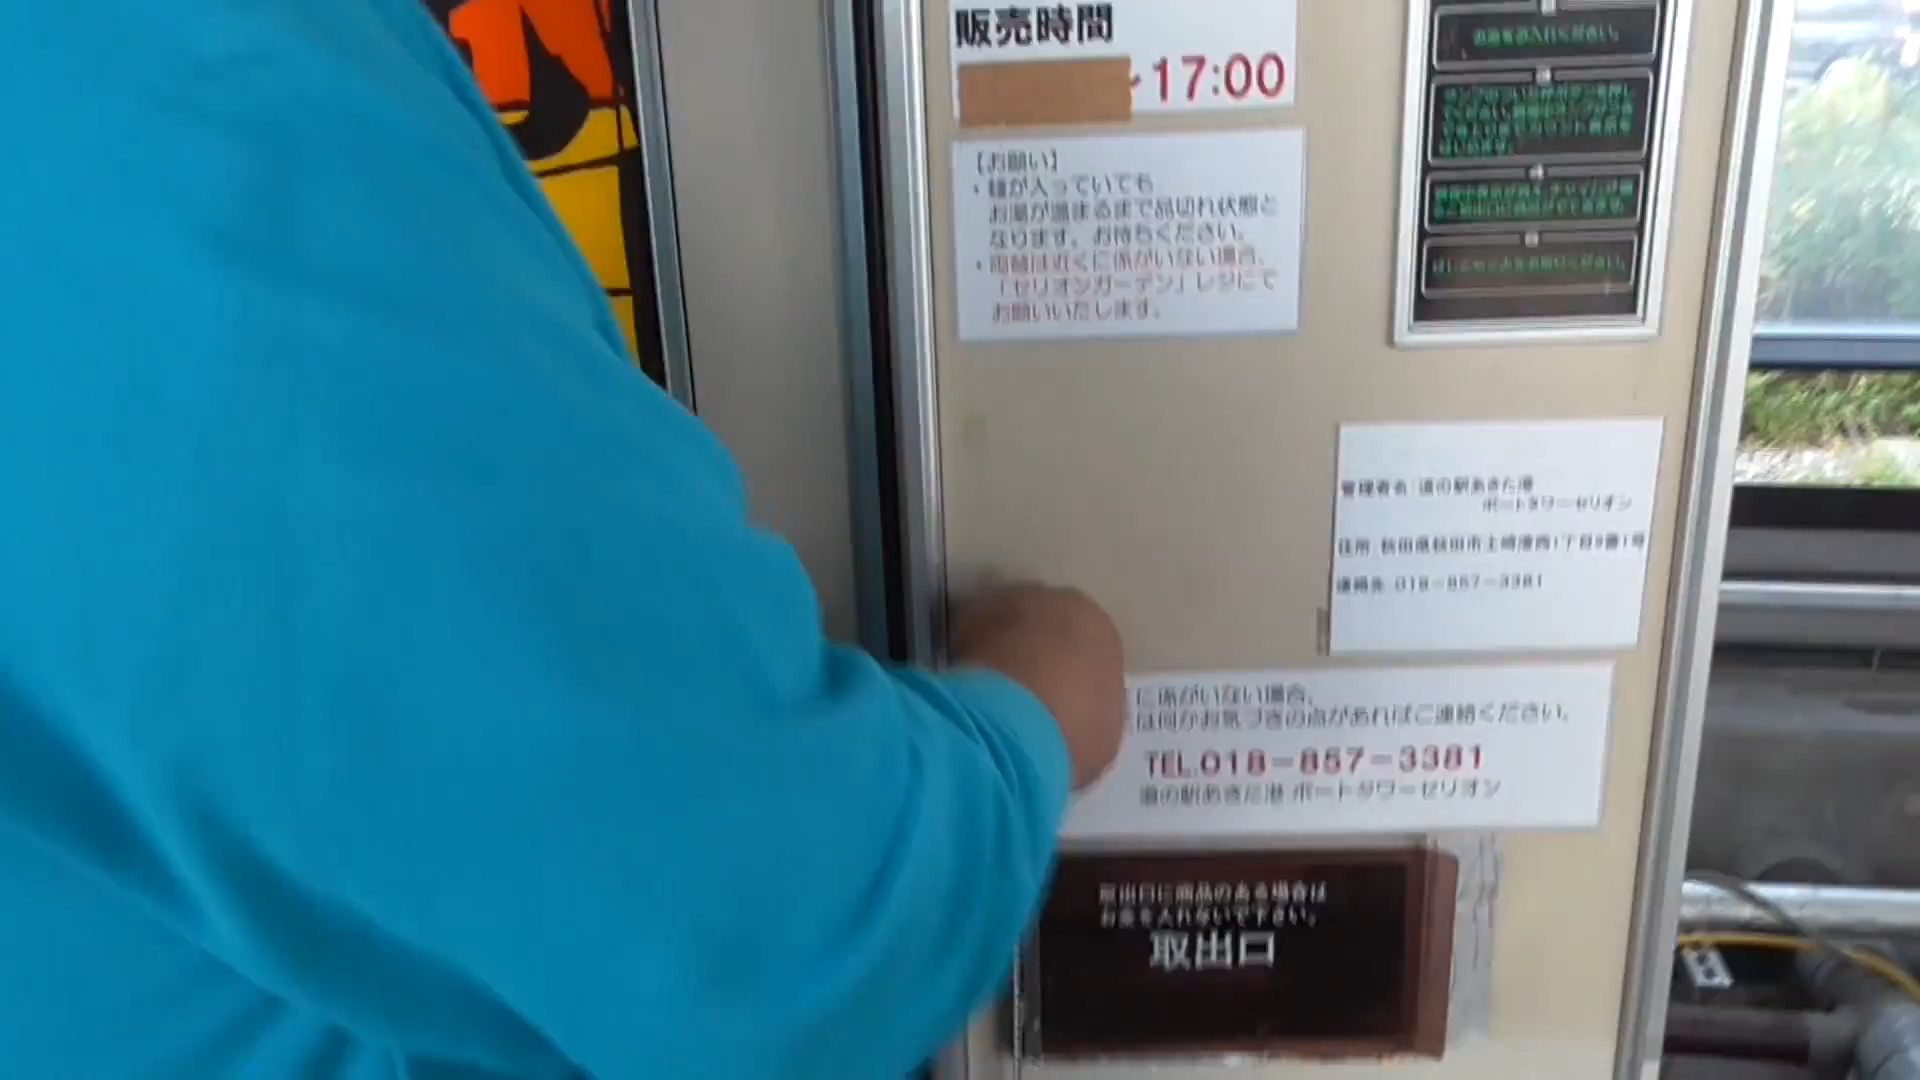 販売時間
~17:00
【お願い】
・麺が入っていても
お湯が温まるまで品切れ状態と
なります。お待ちください。
・両替は近くに係がいない場合、
「セリオンガーデン」レジにて
お願いいたします。
お金をお入れください。
管理者名 道の駅あきた港
ポートタワーセリオン
住所 秋田県秋田市土崎港西1丁目9番1号
連絡先 018-857-3381
に係がいない場合、
は何かお気づきの点があればご連絡ください。
TEL.018-857-3381
道の駅あきた港 ポートタワーセリオン
取出口に商品のある場合は
お金を入れないで下さい。
取出口